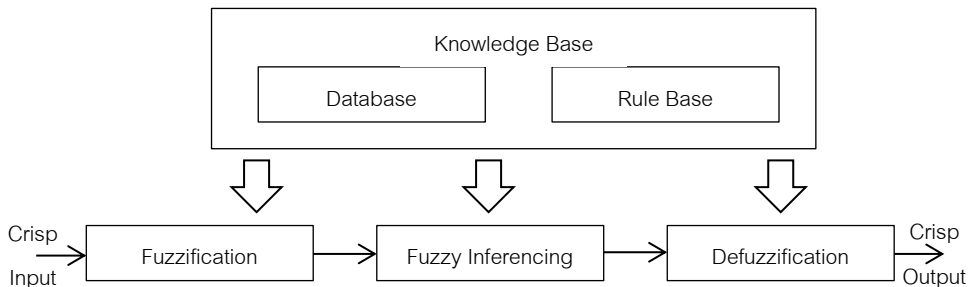 Knowledge Base
Database
Rule Base
Crisp
Input
Fuzzification
Fuzzy Inferencing
Defuzzification
Crisp
Output